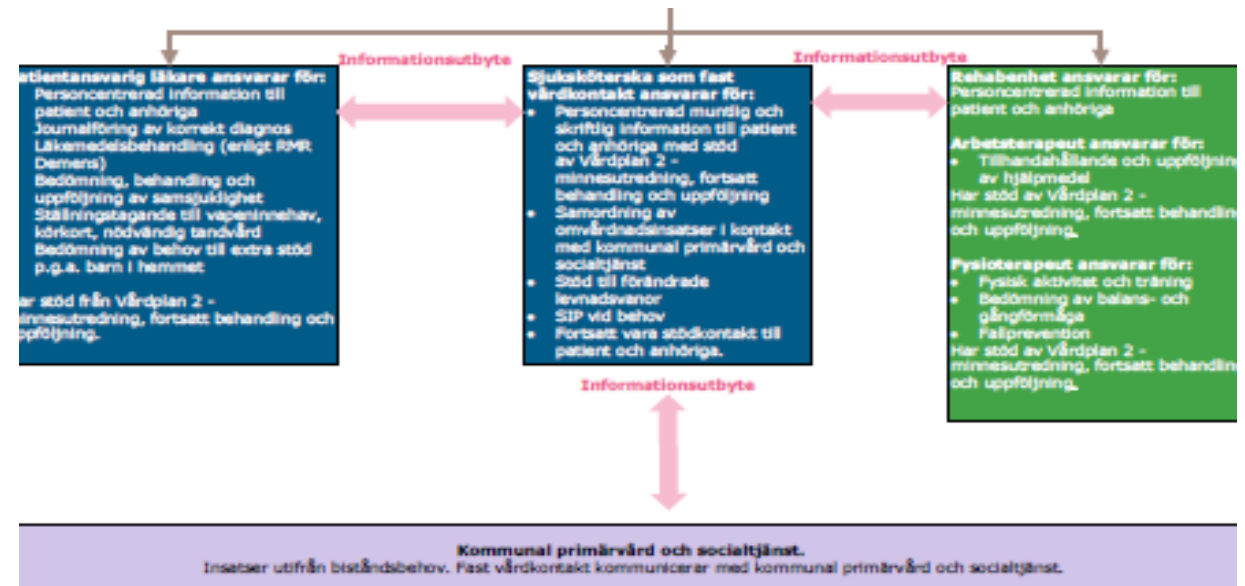 Informationsutbyte
Informationsutbyte
atientansvarig läkare ansvarar för:
Personcentrerad information till
patient och anhöriga
Journalföring av korrekt diagnos
Läkemedelsbehandling (enligt RMR
Demens)
Bedömning, behandling och
uppföljning av samsjuklighet
Ställningstagande till vapeninnehav,
körkort, nödvändig tandvård
Bedömning av behov till extra stöd
p.g.a. barn i hemmet
ar stöd från Vårdplan 2 –
minnesutredning, fortsatt behandling och
ppföljning.
Sjuksköterska som fast
vårdkontakt ansvarar för:
• Personcentrerad muntlig och
skriftlig information till patient
och anhöriga med stöd
av Vårdplan 2 –
minnesutredning, fortsatt
behandling och uppföljning
• Samordning av
omvårdnadsinsatser i kontakt
med kommunal primärvård och
socialtjänst
• Stöd till förändrade
levnadsvanor
• SIP vid behov
• Fortsatt vara stödkontakt till
patient och anhöriga.
Rehabenhet ansvarar för:
Personcentrerad information till
patient och anhöriga
Arbetsterapeut ansvarar för:
• Tillhandahållande och uppföljning
av hjälpmedel
Har stöd av Vårdplan 2 –
minnesutredning, fortsatt behandling
och uppföljning.
Fysioterapeut ansvarar för:
• Fysisk aktivitet och träning
• Bedömning av balans- och
gångförmåga
• Fallprevention
Har stöd av Vårdplan 2 –
minnesutredning, fortsatt behandling
och uppföljning.
Informationsutbyte
Kommunal primärvård och socialtjänst.
Insatser utifrån biståndsbehov. Fast vårdkontakt kommunicerar med kommunal primärvård och socialtjänst.